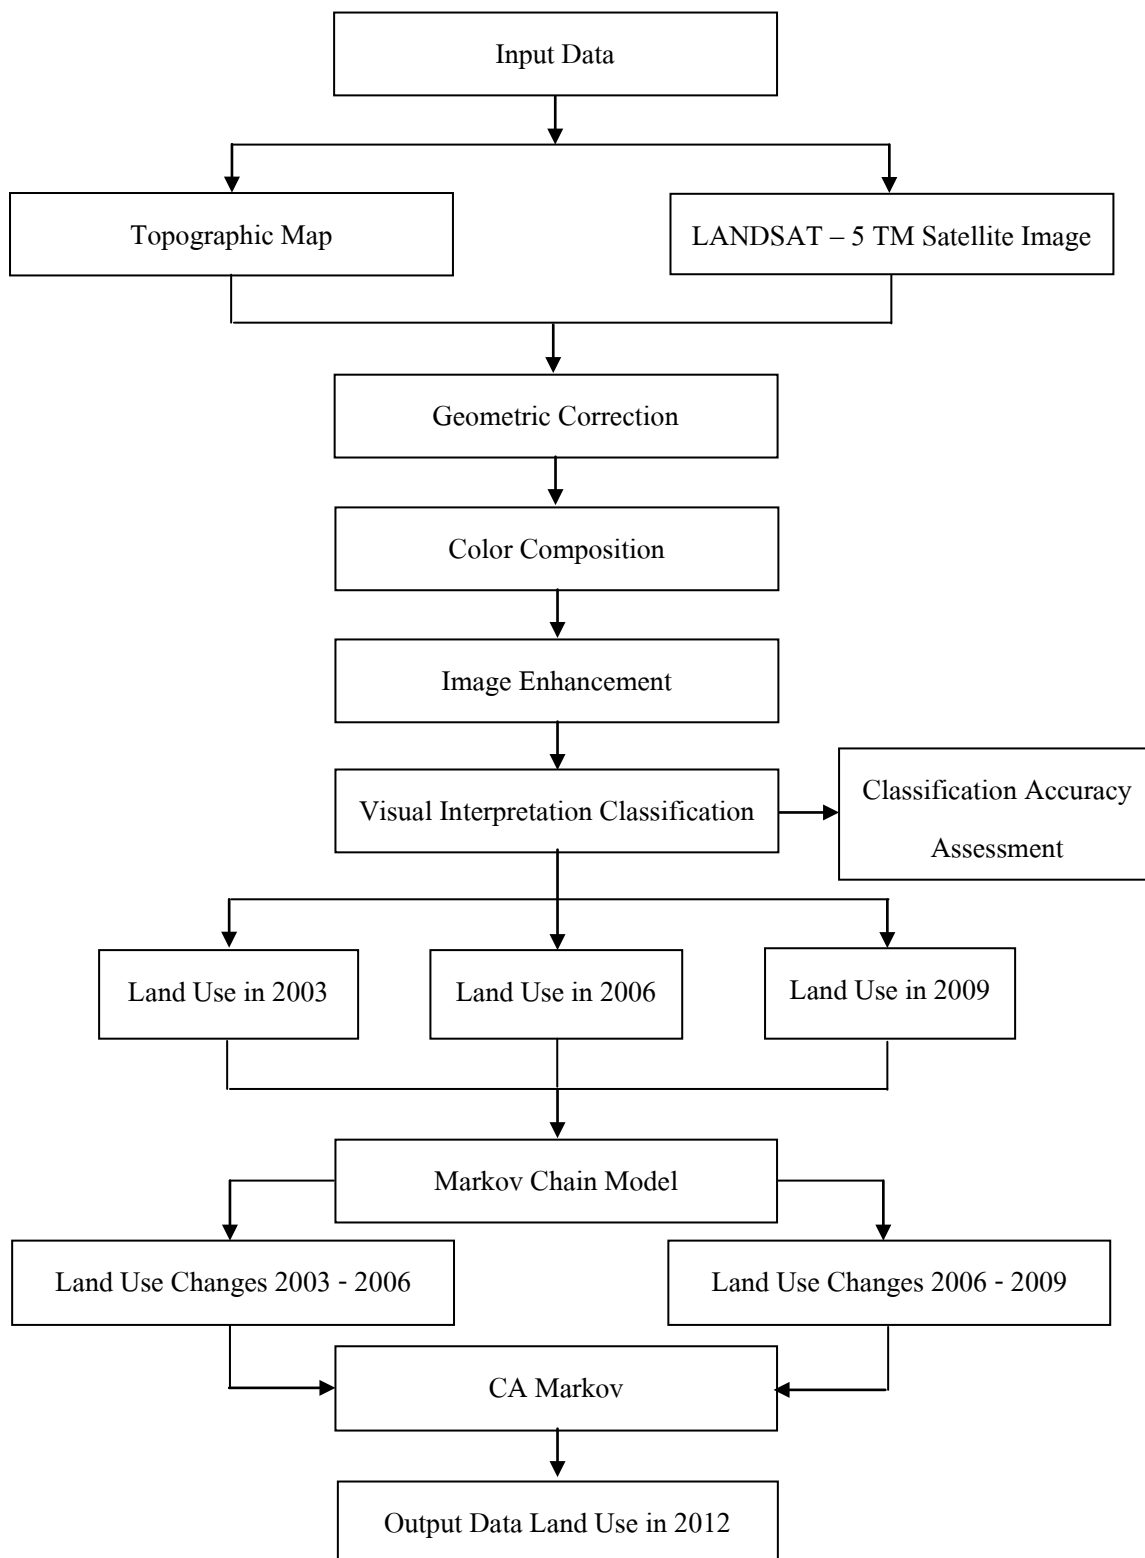 Input Data
Topographic Map
LANDSAT – 5 TM Satellite Image
Geometric Correction
Color Composition
Image Enhancement
Visual Interpretation Classification
Classification Accuracy
Assessment
Land Use in 2003
Land Use in 2006
Land Use in 2009
Markov Chain Model
Land Use Changes 2003 - 2006
Land Use Changes 2006 - 2009
CA Markov
Output Data Land Use in 2012